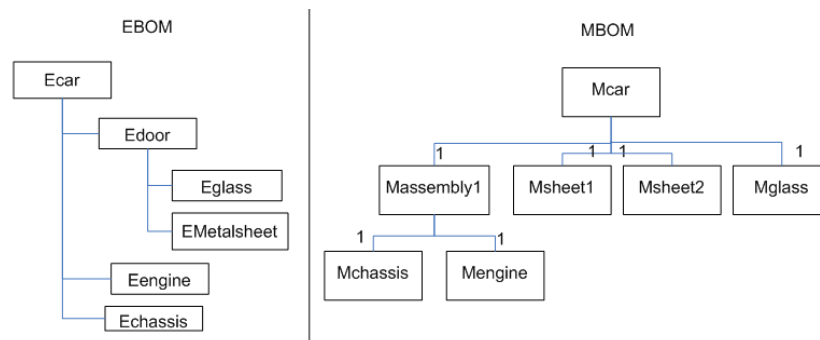 EBOM
Ecar
Edoor
Eglass
EMetalsheet
Eengine
Echassis
MBOM
Mcar
1
1
1
1
Massembly1
Msheet1
Msheet2
Mglass
1
1
Mchassis
Mengine